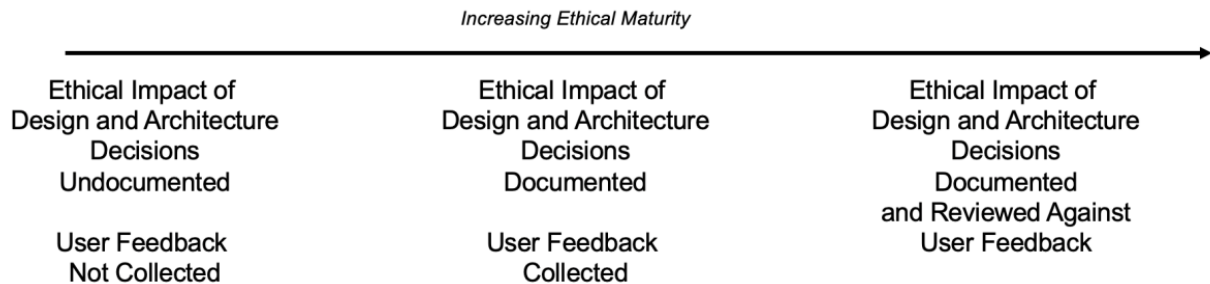 Increasing Ethical Maturity
Ethical Impact of
Design and Architecture
Decisions
Undocumented
User Feedback
Not Collected
Ethical Impact of
Design and Architecture
Decisions
Documented
User Feedback
Collected
Ethical Impact of
Design and Architecture
Decisions
Documented
and Reviewed Against
User Feedback